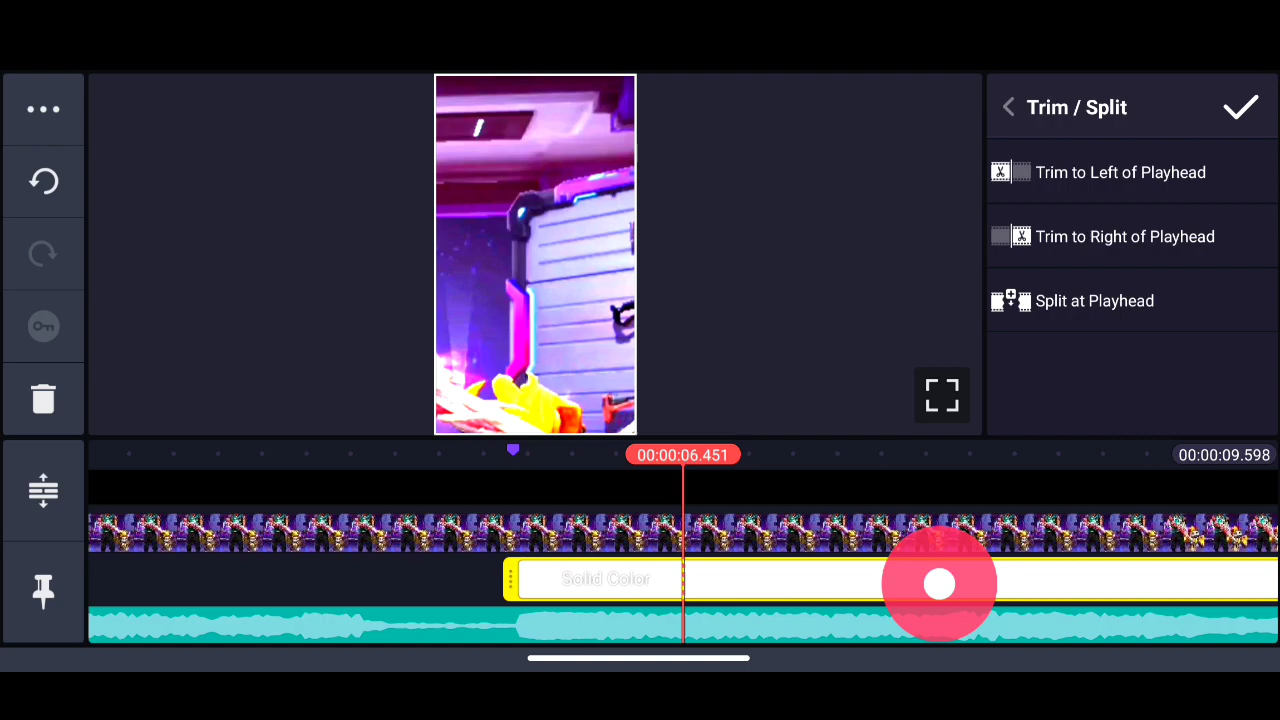 Trim / Split
Trim to Left of Playhead
Trim to Right of Playhead
Split at Playhead
00:00:06.451
00:00:09.598
Solid Color